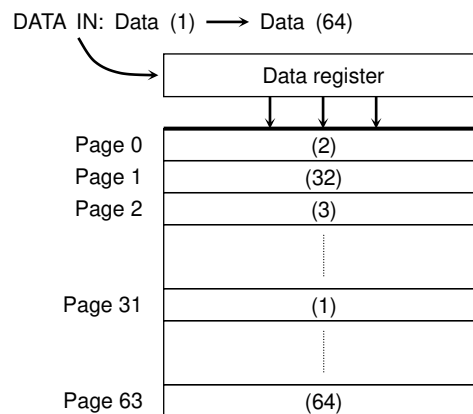 DATA IN: Data (1) ⟶ Data (64)
Data register
Page 0 (2)
Page 1 (32)
Page 2 (3)
Page 31 (1)
Page 63 (64)